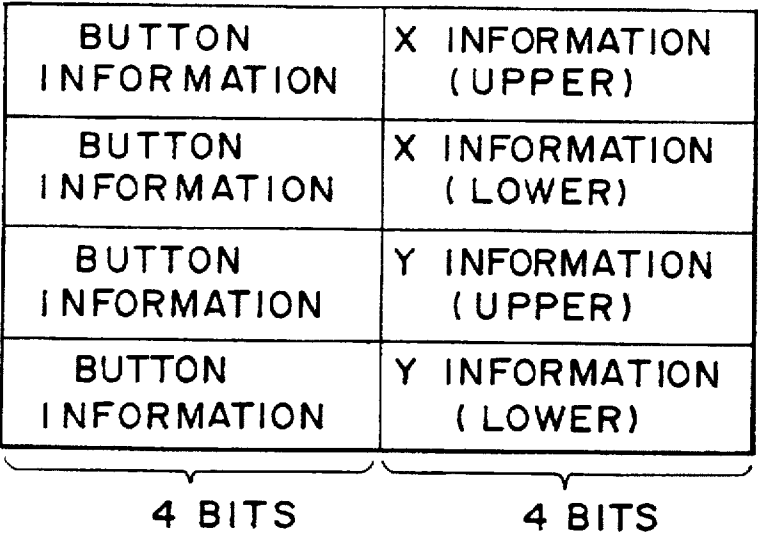 BUTTON INFORMATION
X INFORMATION (UPPER)
BUTTON INFORMATION
X INFORMATION (LOWER)
BUTTON INFORMATION
Y INFORMATION (UPPER)
BUTTON INFORMATION
Y INFORMATION (LOWER)
4 BITS
4 BITS